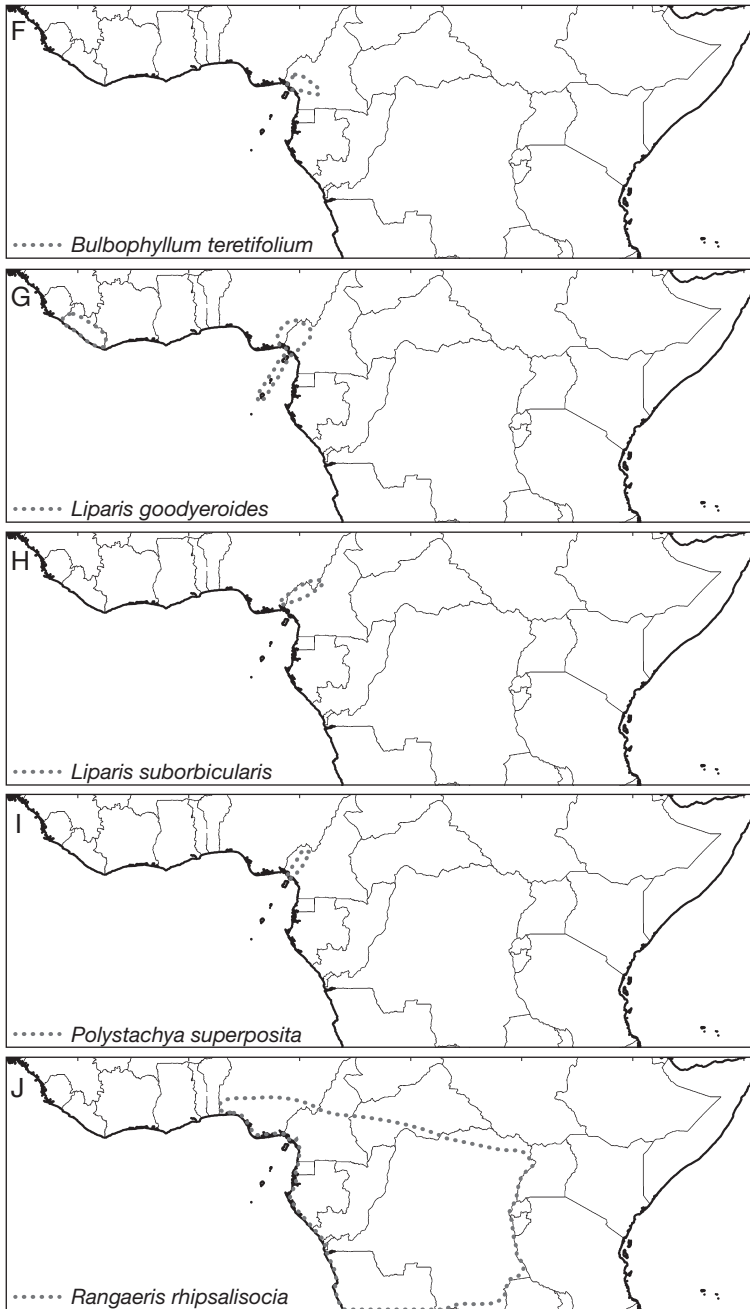 F
Bulbophyllum teretifolium
G
Liparis goodyeroides
H
Liparis suborbicularis
I
Polystachya superposita
J
Rangaeris rhipsalisocia